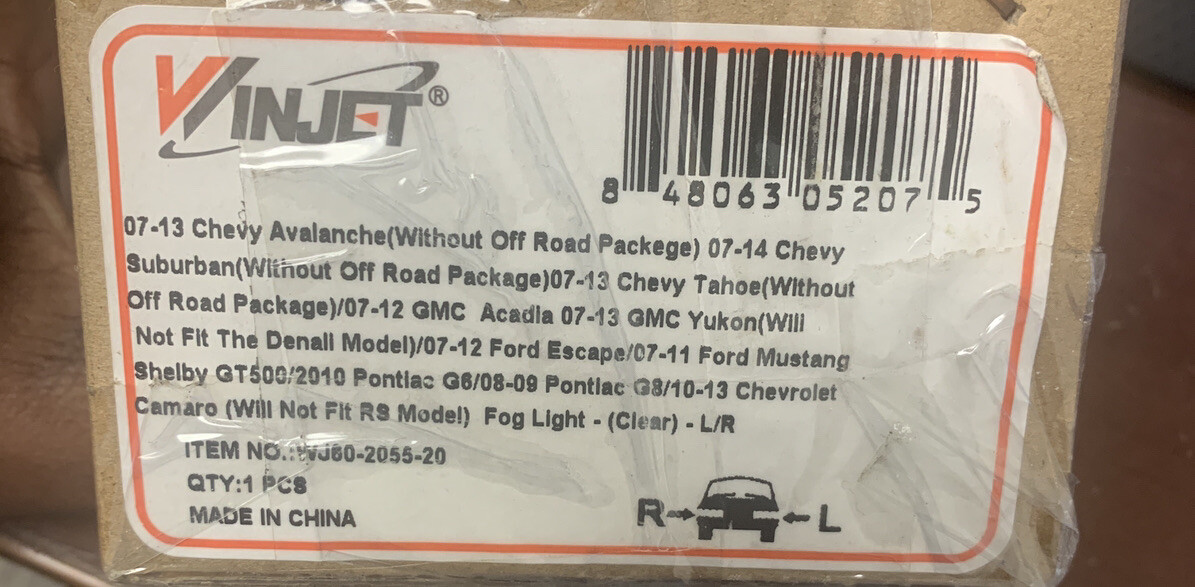 VINJET®
8 48063 05207 5
07-13 Chevy Avalanche(Without Off Road Packege) 07-14 Chevy
Suburban(Without Off Road Package)07-13 Chevy Tahoe(Without
Off Road Package)/07-12 GMC Acadia 07-13 GMC Yukon(Will
Not Fit The Denali Model)/07-12 Ford Escape/07-11 Ford Mustang
Shelby GT500/2010 Pontiac G6/08-09 Pontiac G8/10-13 Chevrolet
Camaro (Will Not Fit RS Model) Fog Light - (Clear) - L/R
ITEM NO.:WJ60-2055-20
QTY:1 PCS
MADE IN CHINA
R L